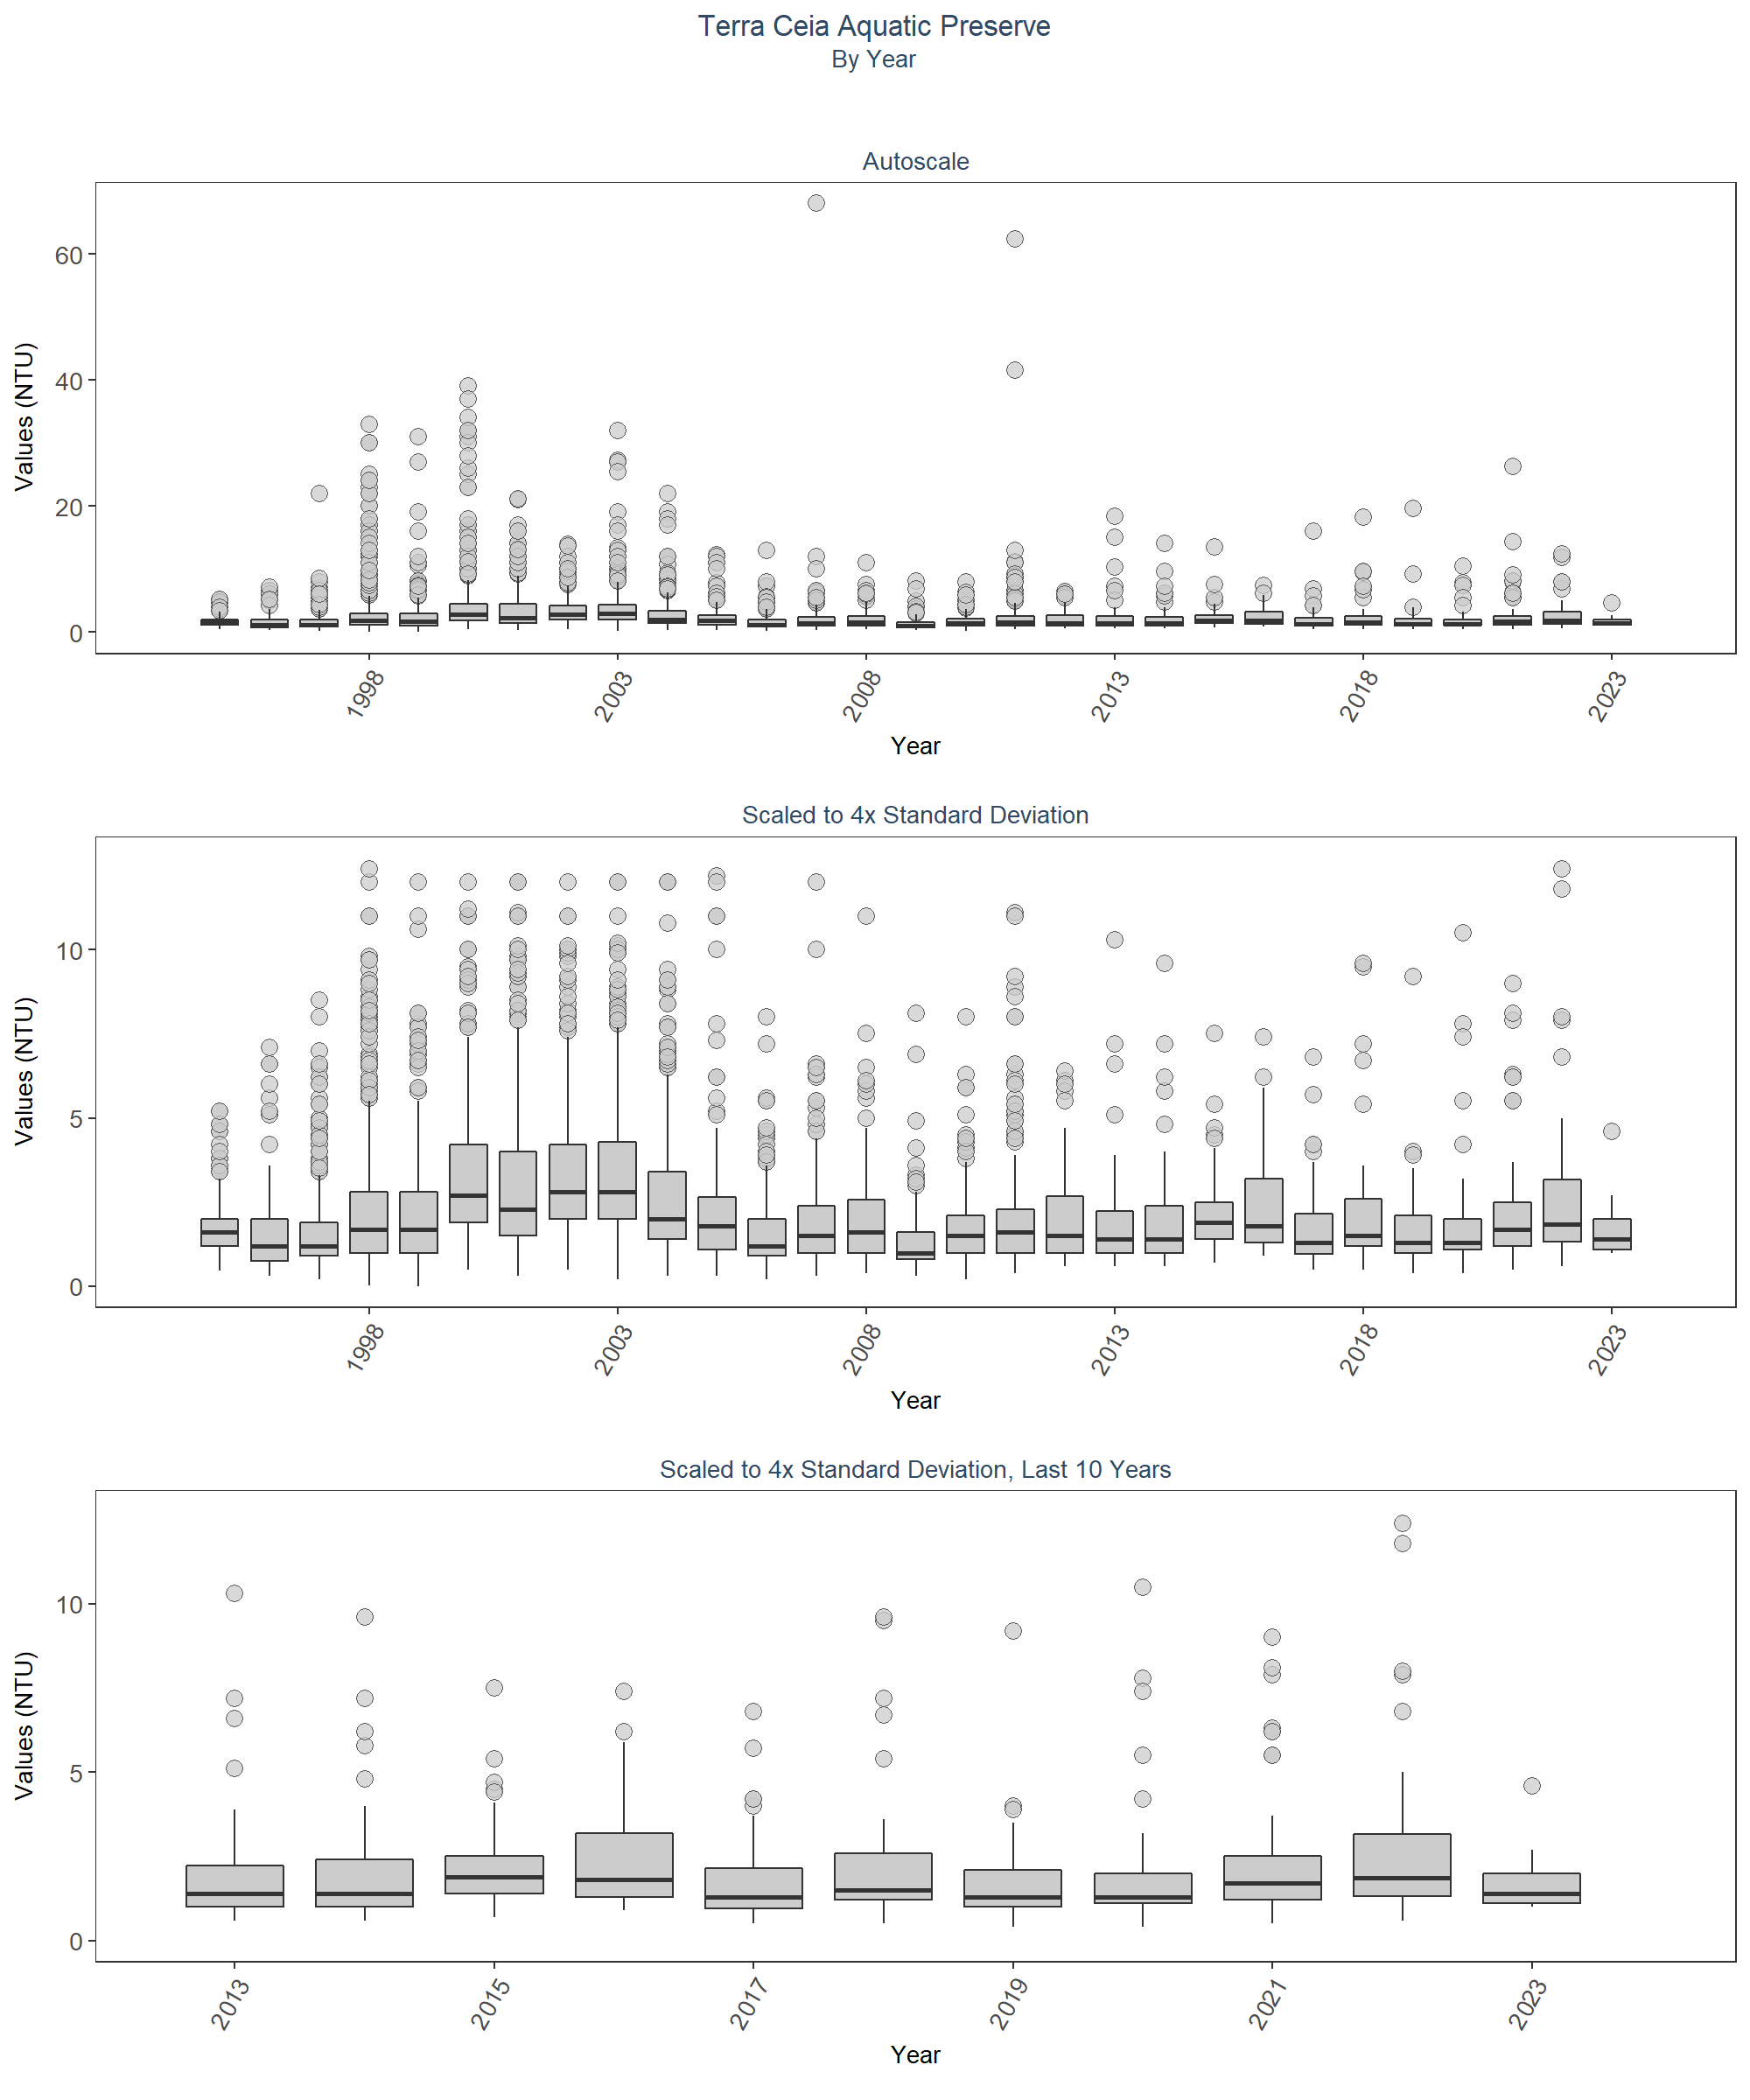 Terra Ceia Aquatic Preserve
By Year
Autoscale
Values (NTU)
60
40
20
0
1998
2003
2008
2013
2018
2023
Year
Scaled to 4x Standard Deviation
Values (NTU)
10
5
0
1998
2003
2008
2013
2018
2023
Year
Scaled to 4x Standard Deviation, Last 10 Years
Values (NTU)
10
5
0
2013
2015
2017
2019
2021
2023
Year